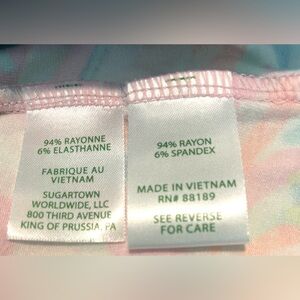 94% RAYONNE
6% ELASTHANNE
FABRIQUE AU
VIETNAM
SUGARTOWN
WORLDWIDE, LLC
800 THIRD AVENUE
KING OF PRUSSIA, PA
94% RAYON
6% SPANDEX
MADE IN VIETNAM
RN# 88189
SEE REVERSE
FOR CARE